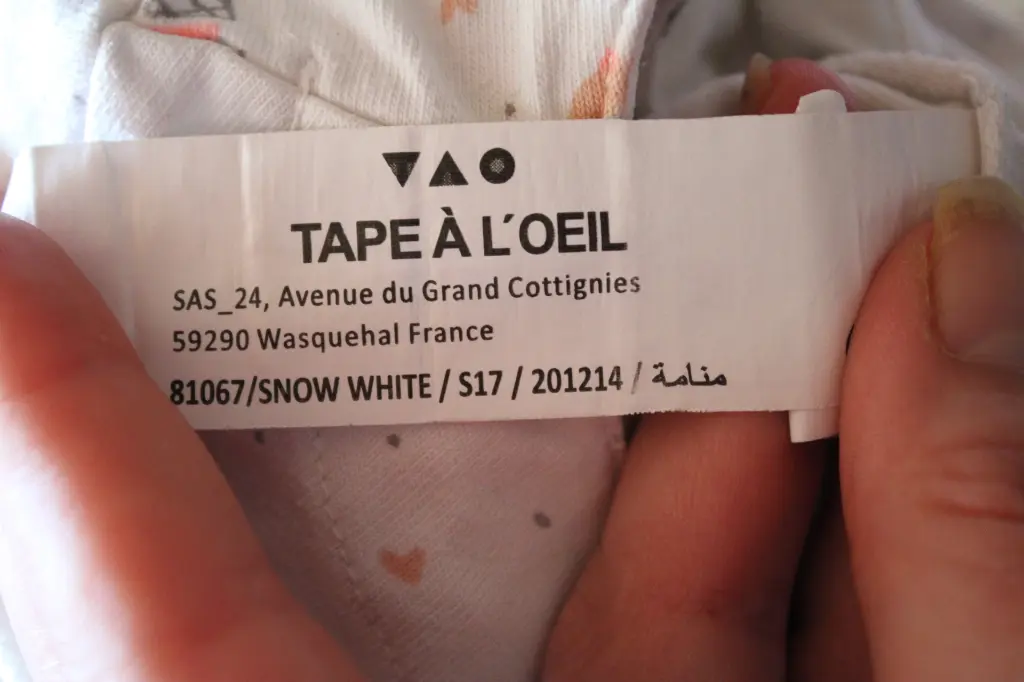 TAPE À L´OEIL
SAS_24, Avenue du Grand Cottignies
59290 Wasquehal France
81067/SNOW WHITE / S17 / 201214 / منامة